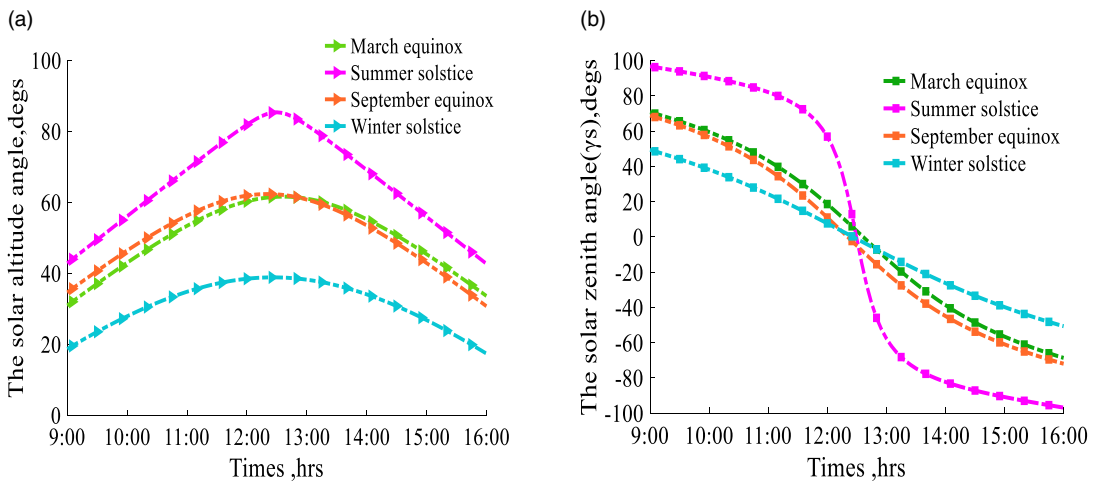 (a)
March equinox
Summer solstice
September equinox
Winter solstice
The solar altitude angle,degs
100
80
60
40
20
0
9:00 10:00 11:00 12:00 13:00 14:00 15:00 16:00
Times ,hrs
(b)
March equinox
Summer solstice
September equinox
Winter solstice
The solar zenith angle(γs),degs
100
80
60
40
20
0
-20
-40
-60
-80
-100
9:00 10:00 11:00 12:00 13:00 14:00 15:00 16:00
Times ,hrs